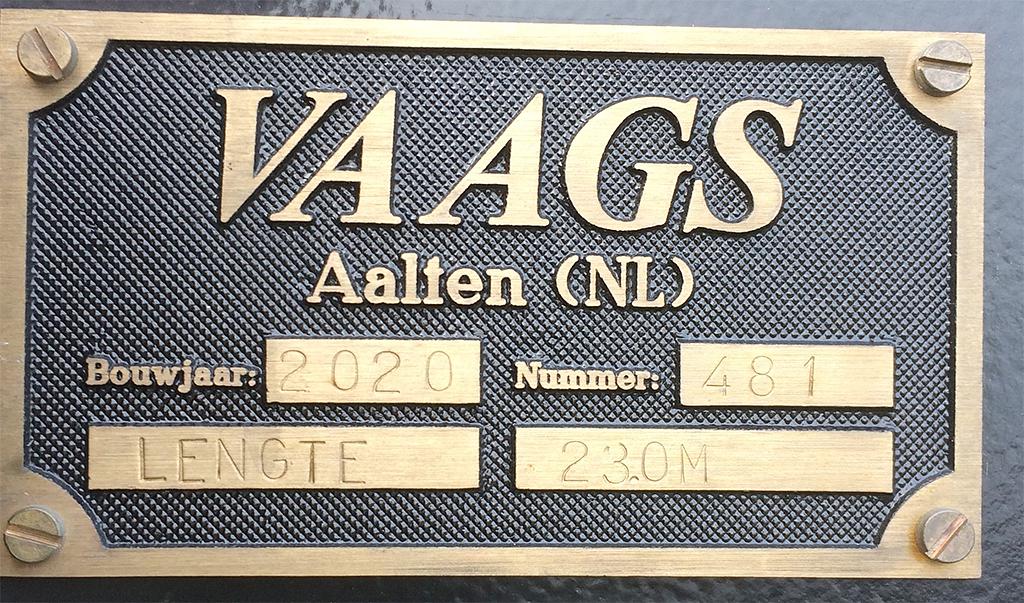 VAAGS
Aalten (NL)
Bouwjaar: 2020 Nummer: 481
LENGTE 23.0M